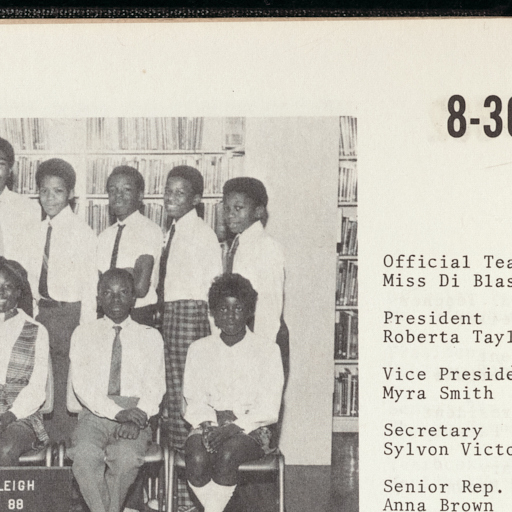 8-30
Official Tea
Miss Di Blas
President
Roberta Tayl
Vice Preside
Myra Smith
Secretary
Sylvon Victo
Senior Rep.
Anna Brown
LEIGH
88